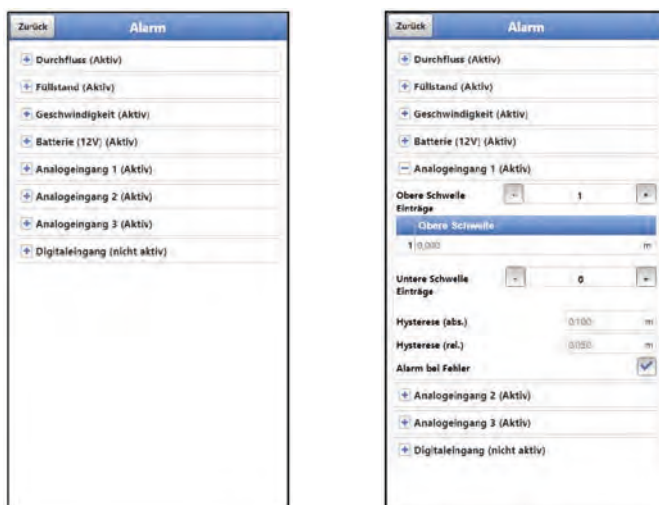 Zurück Alarm
Durchfluss (Aktiv)
Füllstand (Aktiv)
Geschwindigkeit (Aktiv)
Batterie (12V) (Aktiv)
Analogeingang 1 (Aktiv)
Analogeingang 2 (Aktiv)
Analogeingang 3 (Aktiv)
Digitaleingang (nicht aktiv)
Zurück Alarm
Durchfluss (Aktiv)
Füllstand (Aktiv)
Geschwindigkeit (Aktiv)
Batterie (12V) (Aktiv)
Analogeingang 1 (Aktiv)
Obere Schwelle - 1 +
Einträge
Obere Schwelle
1 0,000 m
Untere Schwelle - 0 +
Einträge
Hysterese (abs.) 0,100 m
Hysterese (rel.) 0,050 m
Alarm bei Fehler
Analogeingang 2 (Aktiv)
Analogeingang 3 (Aktiv)
Digitaleingang (nicht aktiv)